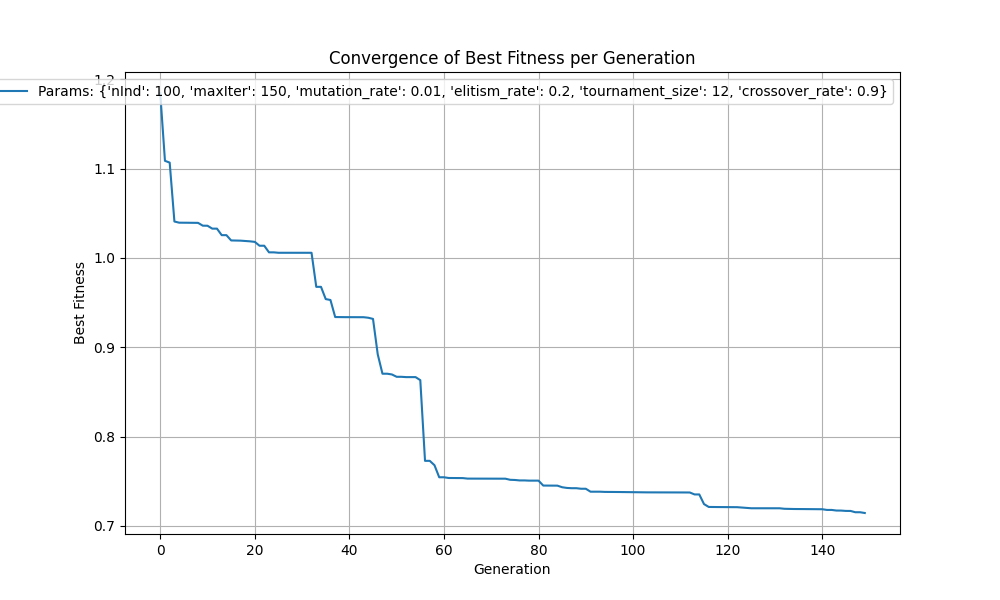 Convergence of Best Fitness per Generation
Params: {'nInd': 100, 'maxIter': 150, 'mutation_rate': 0.01, 'elitism_rate': 0.2, 'tournament_size': 12, 'crossover_rate': 0.9}
1.2
1.1
1.0
0.9
0.8
0.7
Best Fitness
0 20 40 60 80 100 120 140
Generation